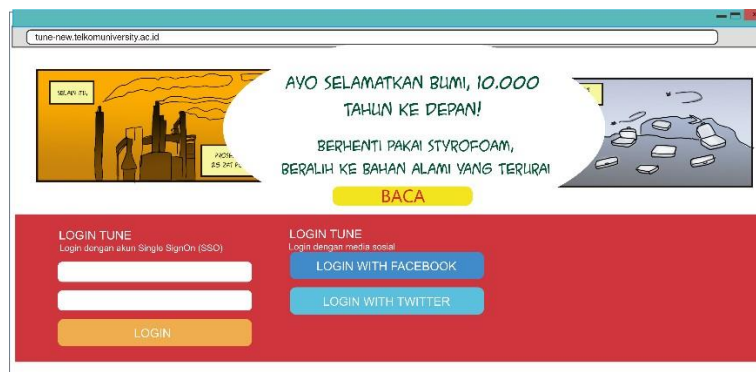 tune-new.telkomuniversity.ac.id
SELAIN ITU,
AYO SELAMATKAN BUMI, 10.000
TAHUN KE DEPAN!
BERHENTI PAKAI STYROFOAM,
BERALIH KE BAHAN ALAMI YANG TERURAI
BACA
LOGIN TUNE
Login dengan akun Single SignOn (SSO)
LOGIN
LOGIN TUNE
Login dengan media sosial
LOGIN WITH FACEBOOK
LOGIN WITH TWITTER